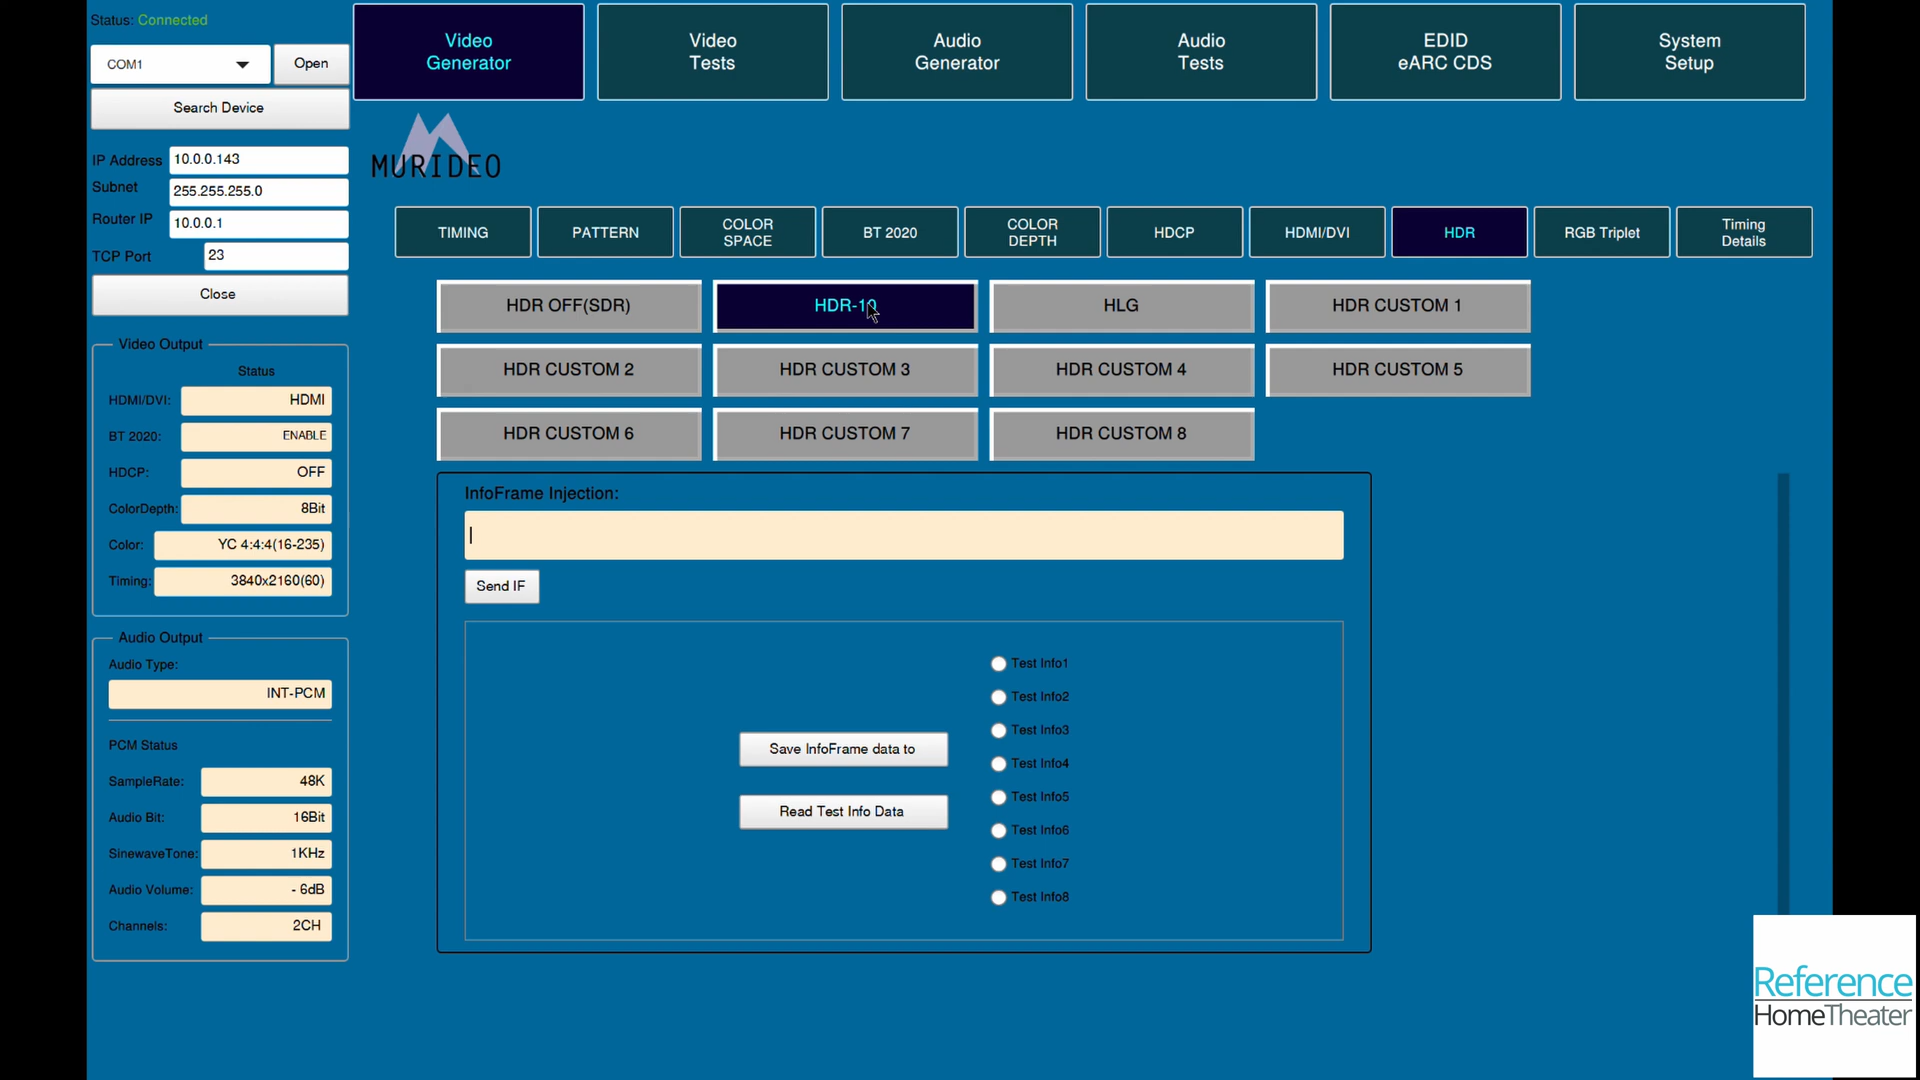 Status: Connected
COM1
Open
Search Device
IP Address 10.0.0.143
Subnet 255.255.255.0
Router IP 10.0.0.1
TCP Port 23
Close
Video Output
Status
HDMI/DVI: HDMI
BT 2020: ENABLE
HDCP: OFF
ColorDepth: 8Bit
Color: YC 4:4:4(16-235)
Timing: 3840x2160(60)
Audio Output
Audio Type:
INT-PCM
PCM Status
SampleRate: 48K
Audio Bit: 16Bit
SinewaveTone: 1KHz
Audio Volume: - 6dB
Channels: 2CH
Video
Generator
Video
Tests
Audio
Generator
Audio
Tests
EDID
eARC CDS
System
Setup
MURIDEO
TIMING
PATTERN
COLOR
SPACE
BT 2020
COLOR
DEPTH
HDCP
HDMI/DVI
HDR
RGB Triplet
Timing
Details
HDR OFF(SDR)
HDR-10
HLG
HDR CUSTOM 1
HDR CUSTOM 2
HDR CUSTOM 3
HDR CUSTOM 4
HDR CUSTOM 5
HDR CUSTOM 6
HDR CUSTOM 7
HDR CUSTOM 8
InfoFrame Injection:
Send IF
Save InfoFrame data to
Read Test Info Data
Test Info1
Test Info2
Test Info3
Test Info4
Test Info5
Test Info6
Test Info7
Test Info8
Reference
HomeTheater